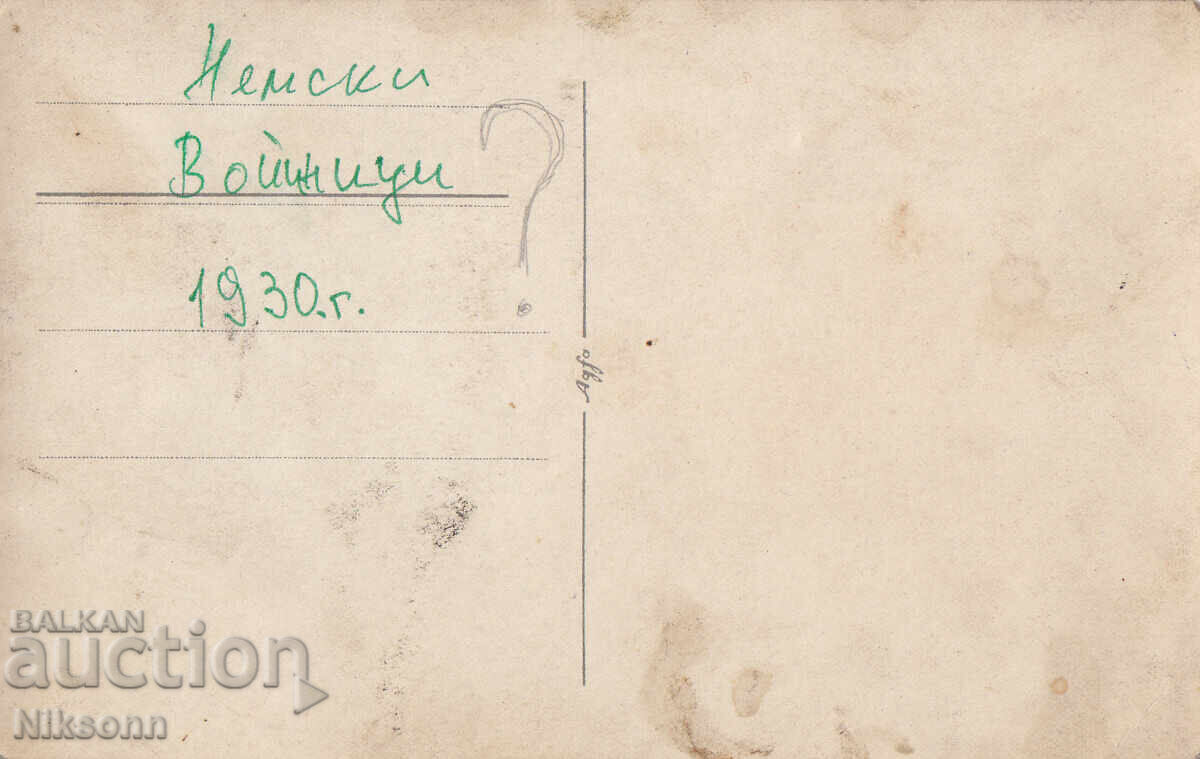 Немски
Войници
?
1930.г.
Agfa
BALKAN
auction
Niksonn